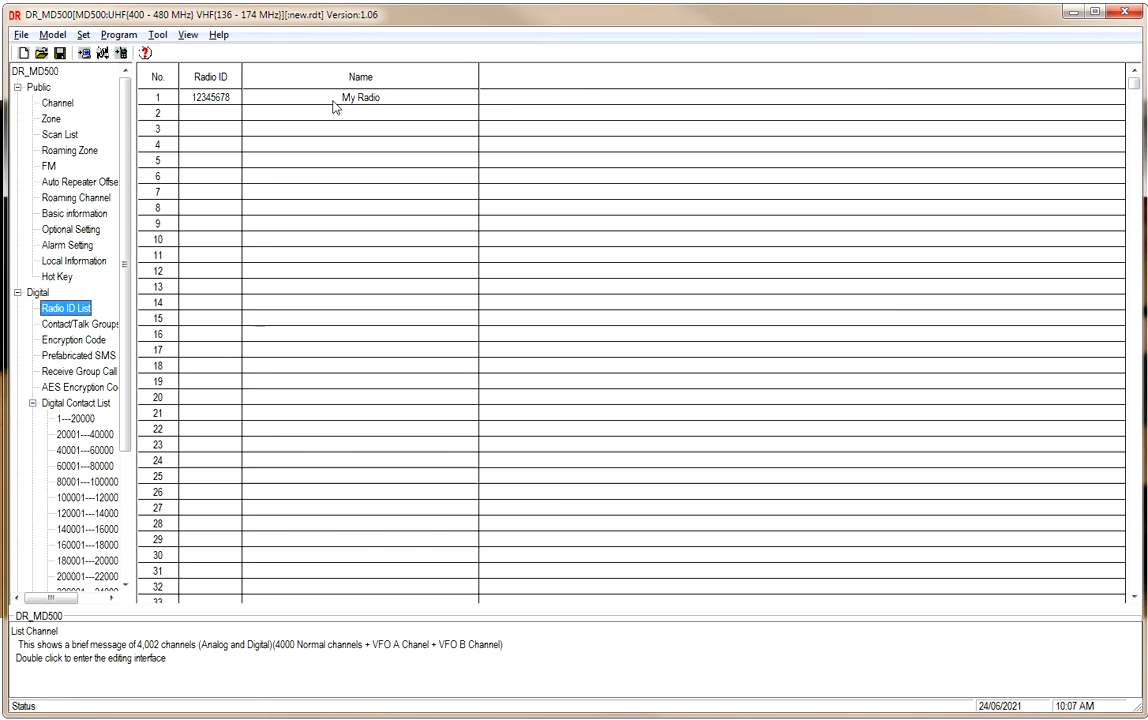 DR DR_MD500[MD500:UHF{400 - 480 MHz} VHF{136 - 174 MHz}][:new.rdt] Version:1.06
File Model Set Program Tool View Help
DR_MD500
Public
Channel
Zone
Scan List
Roaming Zone
FM
Auto Repeater Offse
Roaming Channel
Basic information
Optional Setting
Alarm Setting
Local Information
Hot Key
Digital
Radio ID List
Contact/Talk Groups
Encryption Code
Prefabricated SMS
Receive Group Call
AES Encryption Co
Digital Contact List
1---20000
20001---40000
40001---60000
60001---80000
80001---100000
100001---12000
120001---14000
140001---16000
160001---18000
180001---20000
200001---22000
No. Radio ID Name
1 12345678 My Radio
2
3
4
5
6
7
8
9
10
11
12
13
14
15
16
17
18
19
20
21
22
23
24
25
26
27
28
29
30
31
32
33
DR_MD500
List Channel
This shows a brief message of 4,002 channels (Analog and Digital)(4000 Normal channels + VFO A Chanel + VFO B Channel)
Double click to enter the editing interface
Status 24/06/2021 10:07 AM